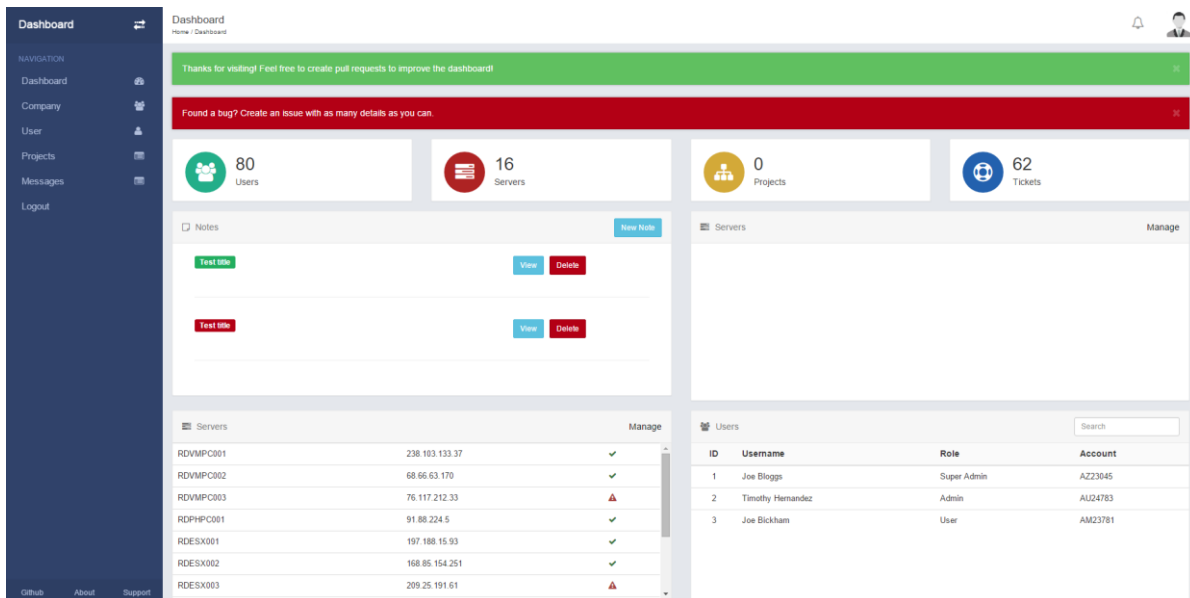 Dashboard
NAVIGATION
Dashboard
Company
User
Projects
Messages
Logout
Github About Support
Dashboard
Home / Dashboard
Thanks for visiting! Feel free to create pull requests to improve the dashboard!
Found a bug? Create an issue with as many details as you can.
80
Users
16
Servers
0
Projects
62
Tickets
Notes New Note
Test title View Delete
Test title View Delete
Servers Manage
Servers Manage
RDVMPC001 238.103.133.37
RDVMPC002 68.66.63.170
RDVMPC003 76.117.212.33
RDPHPC001 91.88.224.5
RDESX001 197.188.15.93
RDESX002 168.85.154.251
RDESX003 209.25.191.61
Users Search
ID Username Role Account
1 Joe Bloggs Super Admin AZ23045
2 Timothy Hernandez Admin AU24783
3 Joe Bickham User AM23781